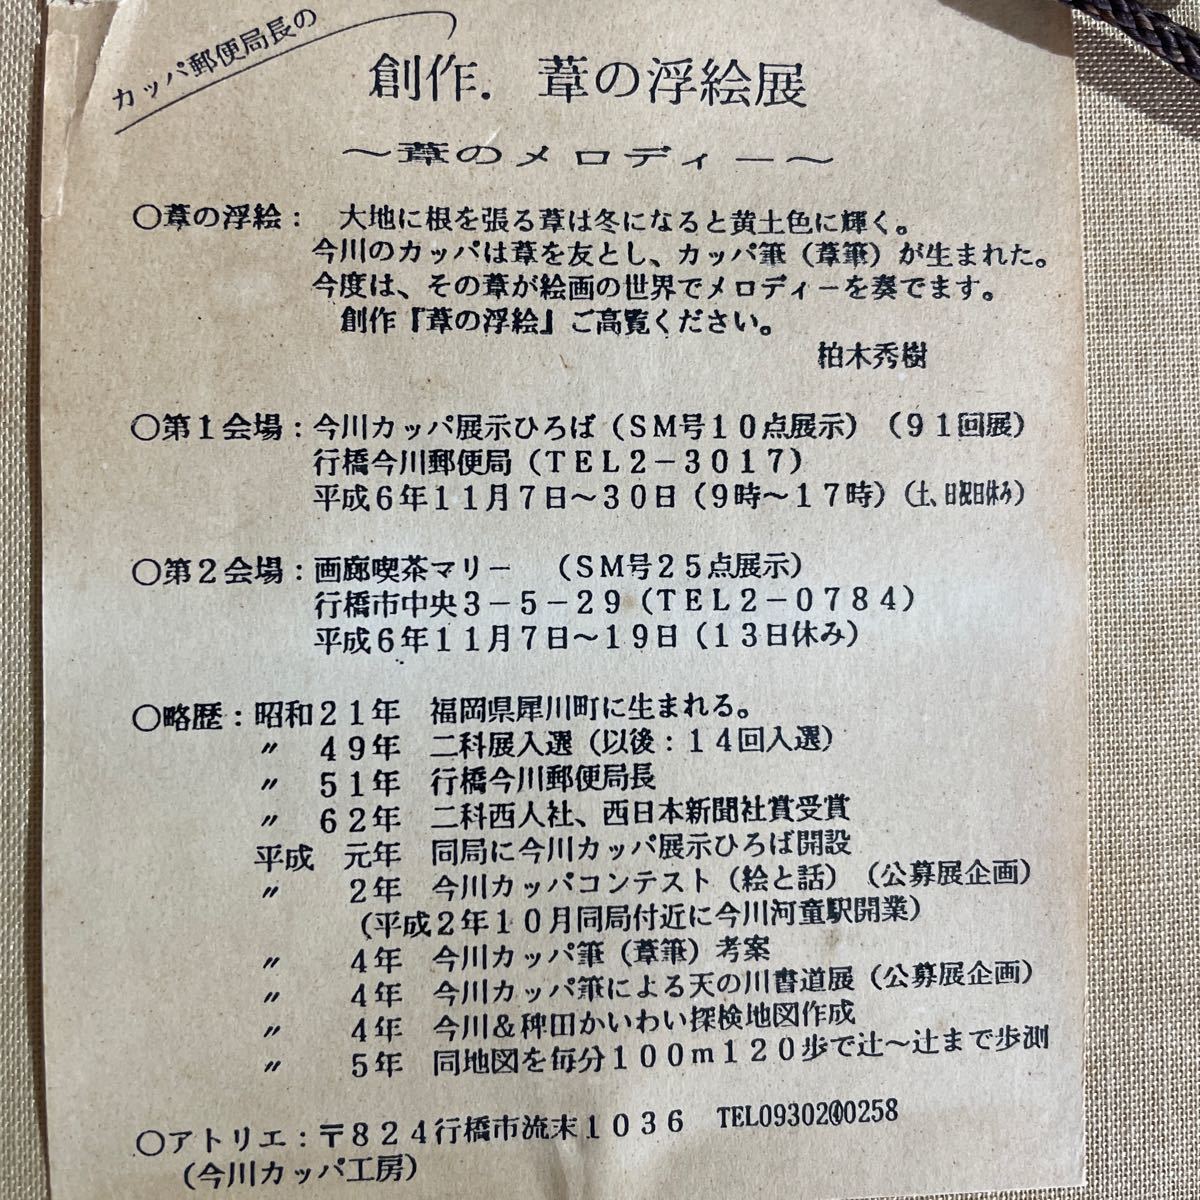 カッパ郵便局長の
創作．葦の浮絵展
～葦のメロディー～
○葦の浮絵：　大地に根を張る葦は冬になると黄土色に輝く。
今川のカッパは葦を友とし、カッパ筆（葦筆）が生まれた。
今度は、その葦が絵画の世界でメロディーを奏でます。
創作『葦の浮絵』ご高覧ください。
柏木秀樹
○第１会場：今川カッパ展示ひろば（ＳＭ号１０点展示）（９１回展）
行橋今川郵便局（ＴＥＬ２－３０１７）
平成６年１１月７日～３０日（９時～１７時）（土、日祝日休み）
○第２会場：画廊喫茶マリー　（ＳＭ号２５点展示）
行橋市中央３－５－２９（ＴＥＬ２－０７８４）
平成６年１１月７日～１９日（１３日休み）
○略歴：昭和２１年　福岡県犀川町に生まれる。
〃　４９年　二科展入選（以後：１４回入選）
〃　５１年　行橋今川郵便局長
〃　６２年　二科西人社、西日本新聞社賞受賞
平成　元年　同局に今川カッパ展示ひろば開設
〃　２年　今川カッパコンテスト（絵と話）（公募展企画）
（平成２年１０月同局付近に今川河童駅開業）
〃　４年　今川カッパ筆（葦筆）考案
〃　４年　今川カッパ筆による天の川書道展（公募展企画）
〃　４年　今川＆稗田かいわい探検地図作成
〃　５年　同地図を毎分１００ｍ１２０歩で辻～辻まで歩測
○アトリエ：〒８２４行橋市流末１０３６　TEL09302④0258
（今川カッパ工房）